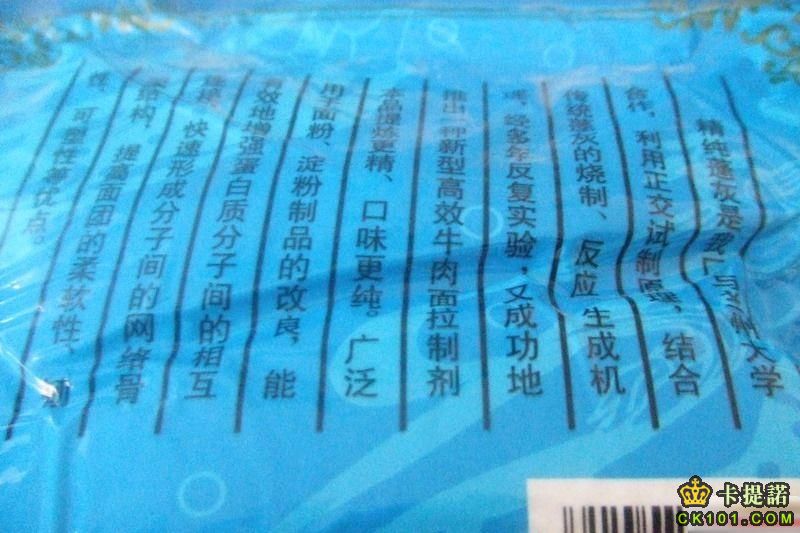 精纯蓬灰是我厂与兰州大学
合作，利用正交试制原理，结合
传统蓬灰的烧制、反应生成机
理，经多年反复实验，又成功地
推出一种新型高效牛肉面拉制剂
本品提炼更精、口味更纯。广泛
用于面粉、淀粉制品的改良，能
有效地增强蛋白质分子间的相互
连接，快速形成分子间的网络骨
架结构，提高面团的柔软性、
性、可塑性等优点。
卡提諾
CK101.COM